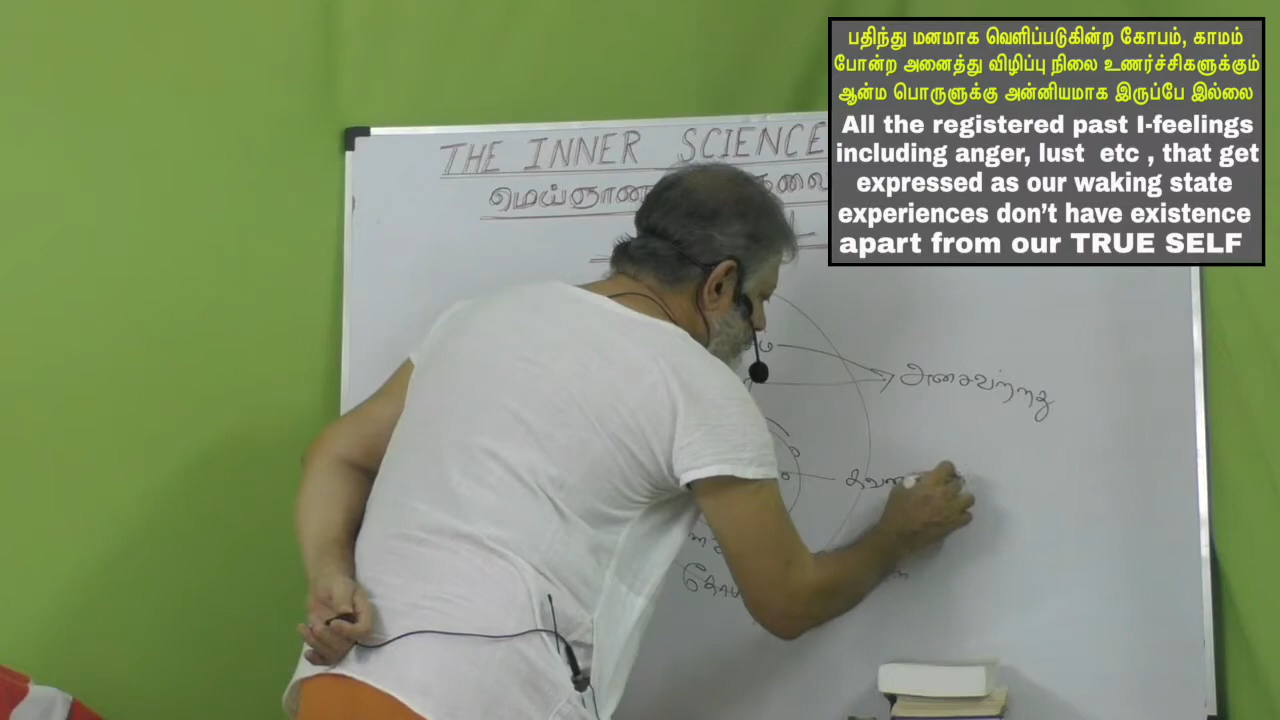 பதிந்து மனமாக வெளிப்படுகின்ற கோபம், காமம்
போன்ற அனைத்து விழிப்பு நிலை உணர்ச்சிகளுக்கும்
ஆன்ம பொருளுக்கு அன்னியமாக இருப்பே இல்லை
All the registered past I-feelings
including anger, lust etc , that get
expressed as our waking state
experiences don’t have existence
apart from our TRUE SELF
THE INNER SCIENCE
அசைவற்றது